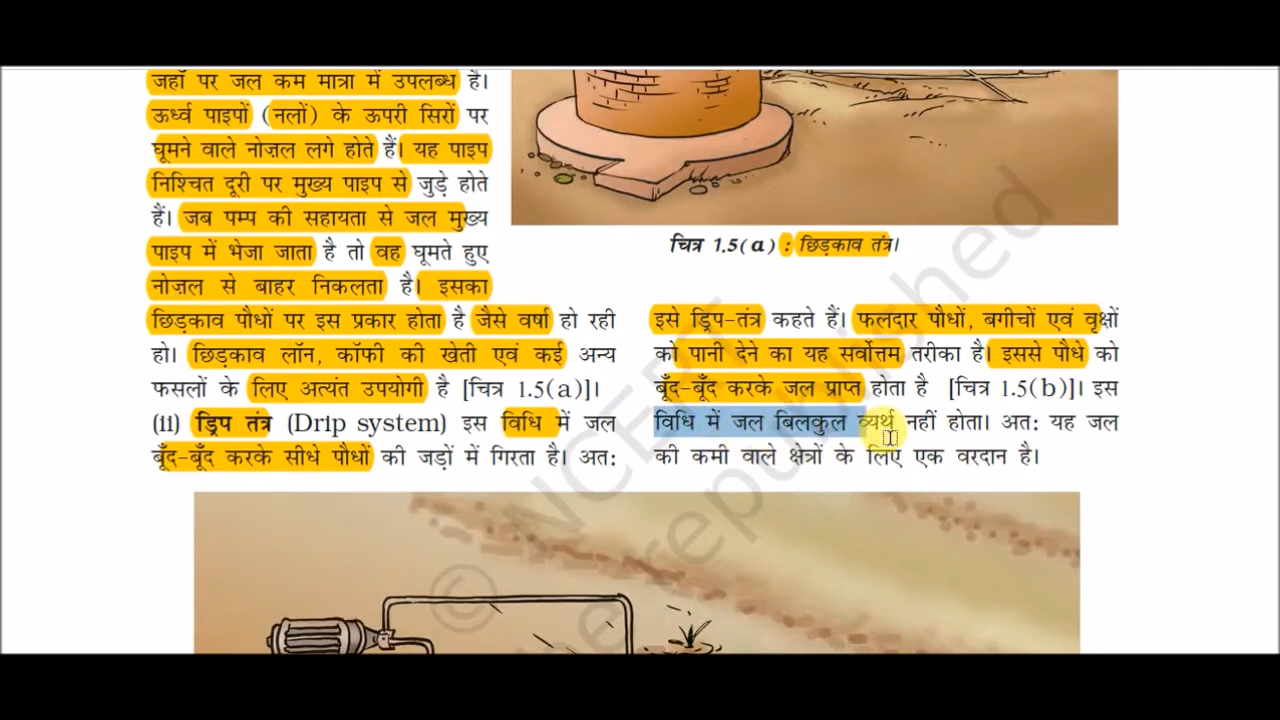 जहाँ पर जल कम मात्रा में उपलब्ध है।
ऊर्ध्व पाइपों (नलों) के ऊपरी सिरों पर
घूमने वाले नोज़ल लगे होते हैं। यह पाइप
निश्चित दूरी पर मुख्य पाइप से जुड़े होते
हैं। जब पम्प की सहायता से जल मुख्य
पाइप में भेजा जाता है तो वह घूमते हुए
नोज़ल से बाहर निकलता है। इसका
छिड़काव पौधों पर इस प्रकार होता है जैसे वर्षा हो रही
हो। छिड़काव लॉन, कॉफी की खेती एवं कई अन्य
फसलों के लिए अत्यंत उपयोगी है [चित्र 1.5(a)]।
(ii) ड्रिप तंत्र (Drip system) इस विधि में जल
बूँद-बूँद करके सीधे पौधों की जड़ों में गिरता है। अतः
चित्र 1.5(a) : छिड़काव तंत्र।
इसे ड्रिप-तंत्र कहते हैं। फलदार पौधों, बगीचों एवं वृक्षों
को पानी देने का यह सर्वोत्तम तरीका है। इससे पौधे को
बूँद-बूँद करके जल प्राप्त होता है [चित्र 1.5(b)]। इस
विधि में जल बिलकुल व्यर्थ नहीं होता। अतः यह जल
की कमी वाले क्षेत्रों के लिए एक वरदान है।
© NCERT
be republished